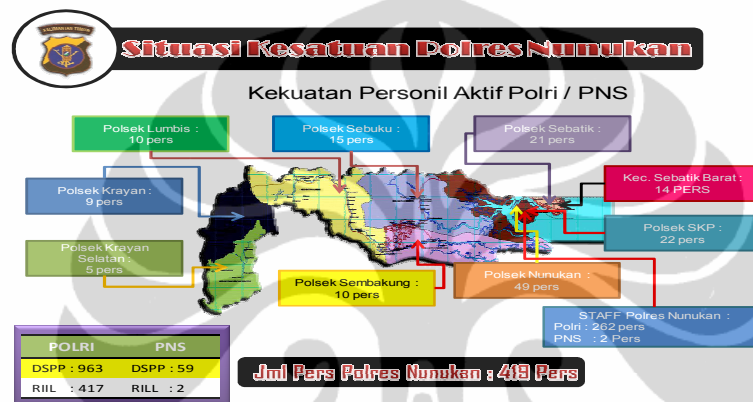 KALIMANTAN TIMUR
Situasi Kesatuan Polres Nunukan
Kekuatan Personil Aktif Polri / PNS
Polsek Lumbis :
10 pers
Polsek Sebuku :
15 pers
Polsek Sebatik :
21 pers
Kec. Sebatik Barat :
14 PERS
Polsek Krayan :
9 pers
Polsek SKP :
22 pers
Polsek Krayan
Selatan :
5 pers
Polsek Sembakung :
10 pers
Polsek Nunukan :
49 pers
STAFF Polres Nunukan :
Polri : 262 pers
PNS : 2 Pers
POLRI PNS
DSPP : 963 DSPP : 59
RIIL : 417 RILL : 2
Jml Pers Polres Nunukan : 419 Pers